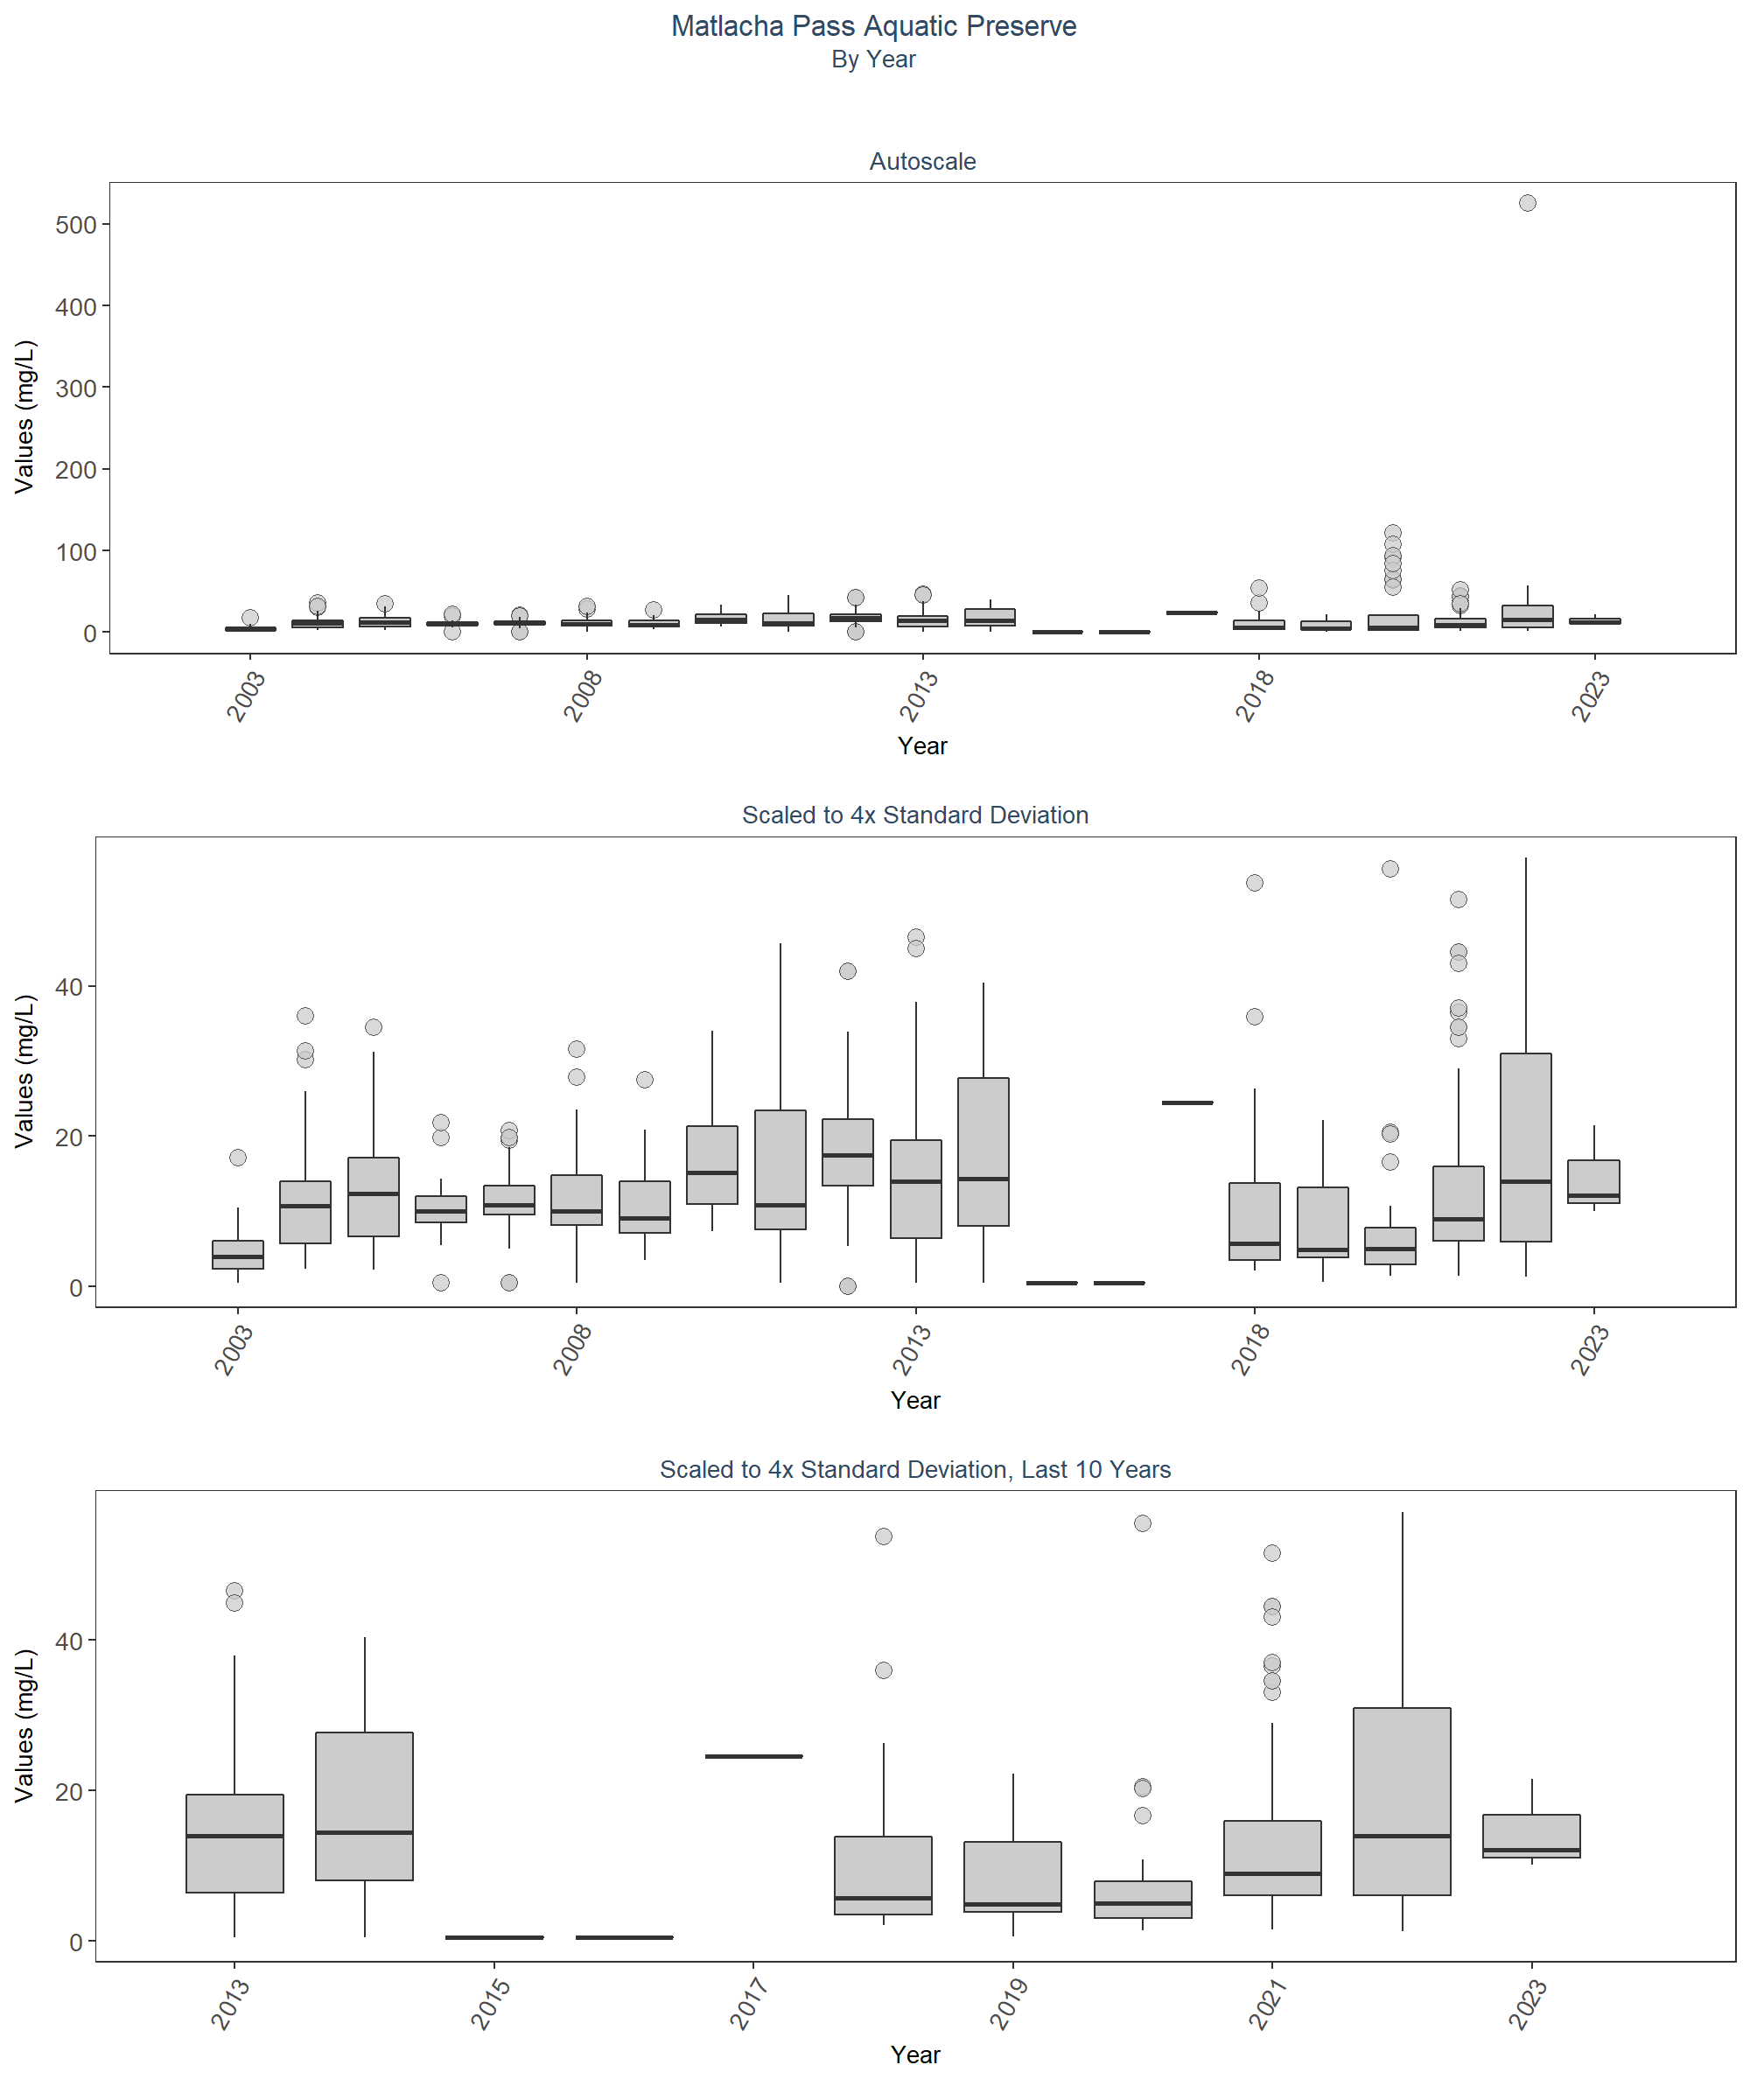 Matlacha Pass Aquatic Preserve
By Year
Autoscale
Values (mg/L)
500
400
300
200
100
0
2003
2008
2013
2018
2023
Year
Scaled to 4x Standard Deviation
Values (mg/L)
40
20
0
2003
2008
2013
2018
2023
Year
Scaled to 4x Standard Deviation, Last 10 Years
Values (mg/L)
40
20
0
2013
2015
2017
2019
2021
2023
Year